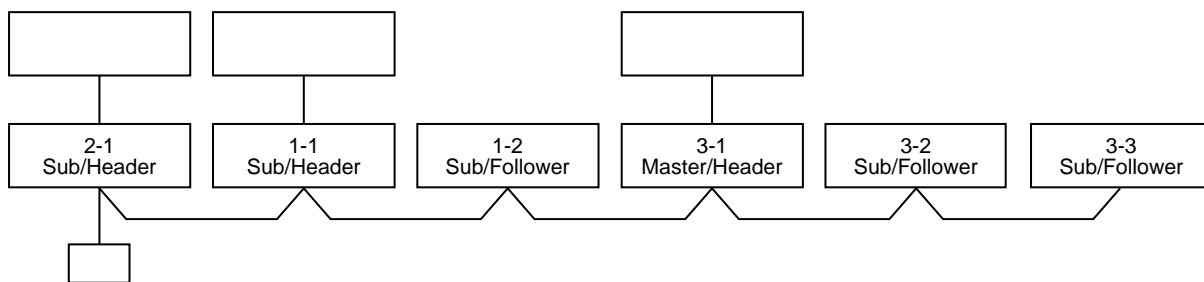 2-1
Sub/Header
1-1
Sub/Header
1-2
Sub/Follower
3-1
Master/Header
3-2
Sub/Follower
3-3
Sub/Follower